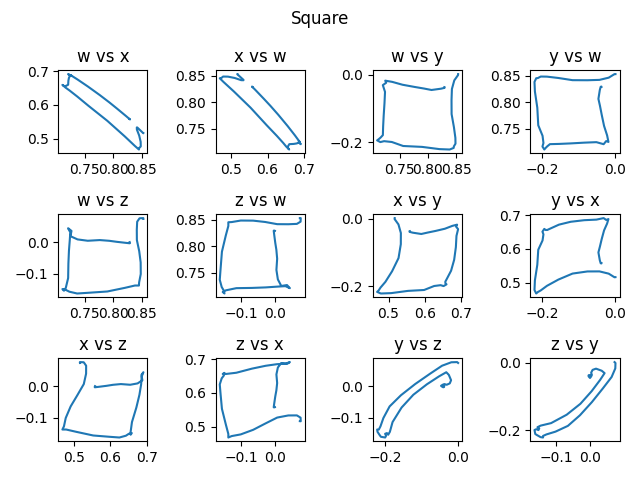 Square
w vs x
x vs w
w vs y
y vs w
0.7
0.6
0.5
0.75 0.80 0.85
0.85
0.80
0.75
0.5 0.6 0.7
0.0
−0.2
0.75 0.80 0.85
0.85
0.80
0.75
−0.2 0.0
w vs z
z vs w
x vs y
y vs x
0.0
−0.1
0.75 0.80 0.85
0.85
0.80
0.75
−0.1 0.0
0.0
−0.2
0.5 0.6 0.7
0.7
0.6
0.5
−0.2 0.0
x vs z
z vs x
y vs z
z vs y
0.0
−0.1
0.5 0.6 0.7
0.7
0.6
0.5
−0.1 0.0
0.0
−0.1
−0.2 0.0
0.0
−0.2
−0.1 0.0